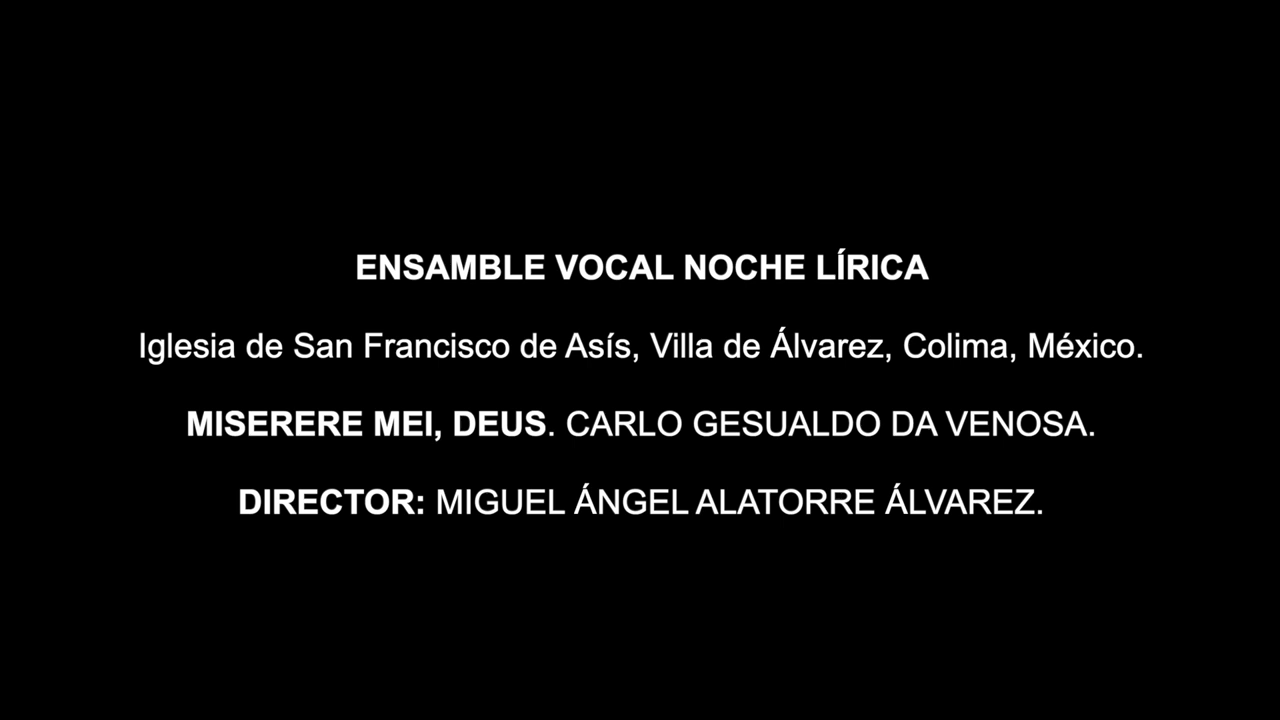 ENSAMBLE VOCAL NOCHE LÍRICA
Iglesia de San Francisco de Asís, Villa de Álvarez, Colima, México.
MISERERE MEI, DEUS. CARLO GESUALDO DA VENOSA.
DIRECTOR: MIGUEL ÁNGEL ALATORRE ÁLVAREZ.